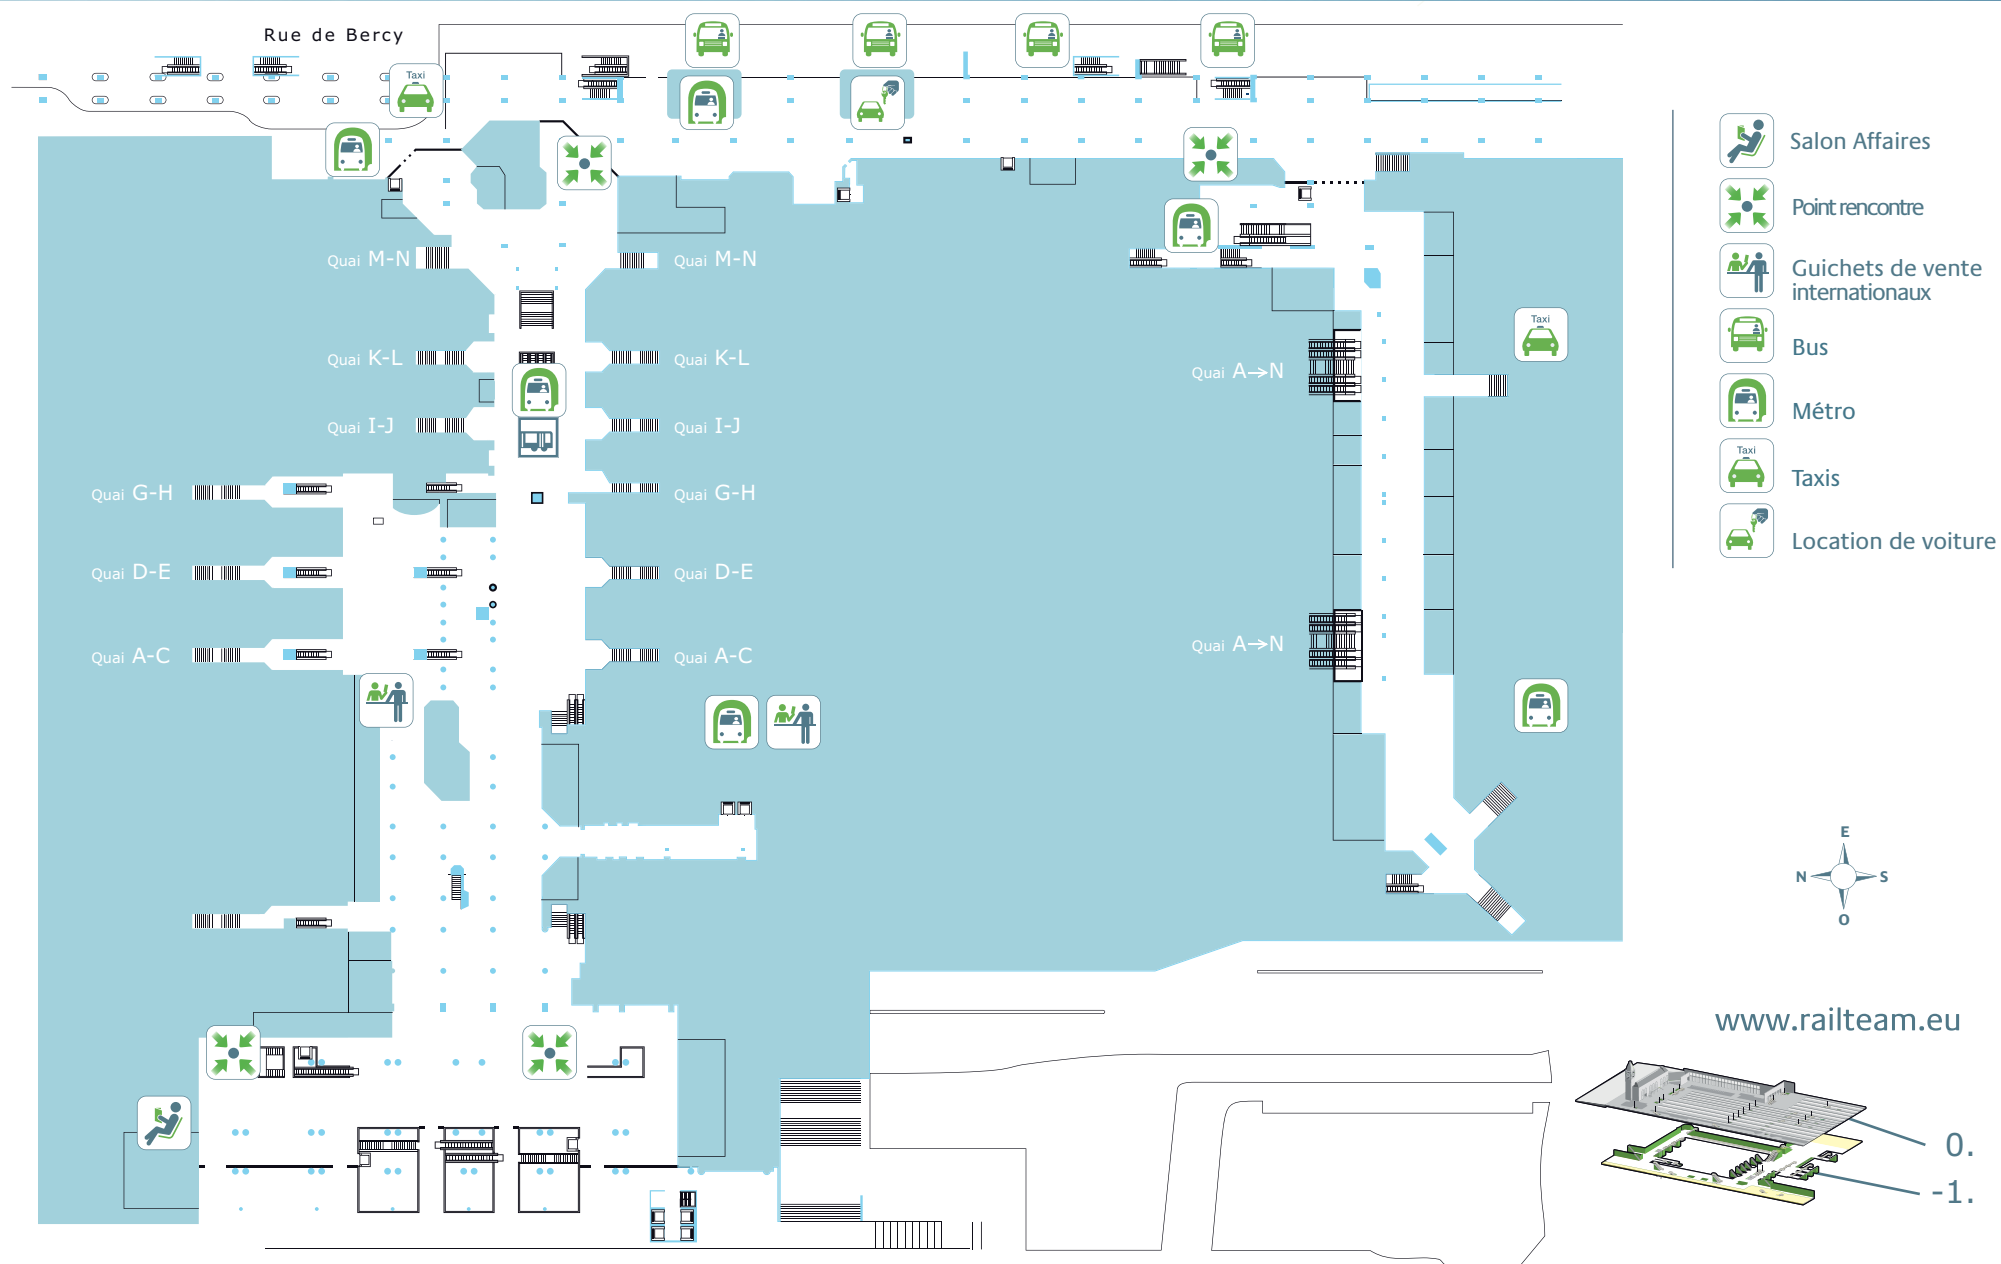 Rue de Bercy
Taxi
Quai M-N
Quai M-N
Quai K-L
Quai K-L
Quai I-J
Quai I-J
Quai G-H
Quai G-H
Quai D-E
Quai D-E
Quai A-C
Quai A-C
Quai A→N
Quai A→N
Taxi
Salon Affaires
Point rencontre
Guichets de vente
internationaux
Bus
Métro
Taxi
Taxis
Location de voiture
E
N
S
O
www.railteam.eu
0.
-1.